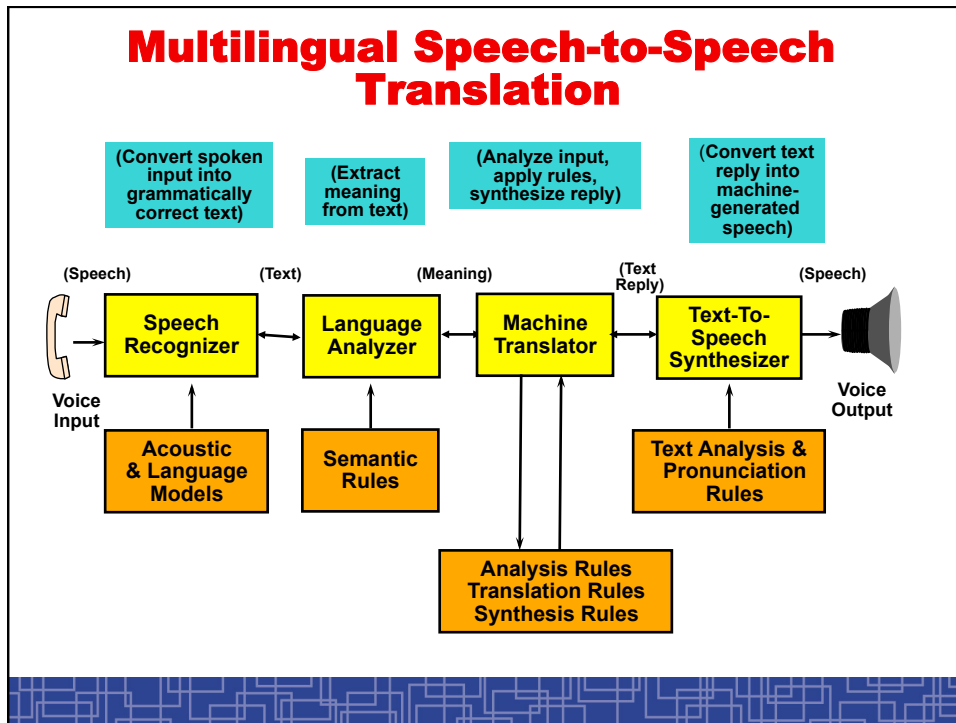 Multilingual Speech-to-Speech
Translation
(Convert spoken
input into
grammatically
correct text)
(Extract
meaning
from text)
(Analyze input,
apply rules,
synthesize reply)
(Convert text
reply into
machine-
generated
speech)
(Speech)
(Text)
(Meaning)
(Text
Reply)
(Speech)
Speech
Recognizer
Language
Analyzer
Machine
Translator
Text-To-
Speech
Synthesizer
Voice
Input
Voice
Output
Acoustic
& Language
Models
Semantic
Rules
Text Analysis &
Pronunciation
Rules
Analysis Rules
Translation Rules
Synthesis Rules